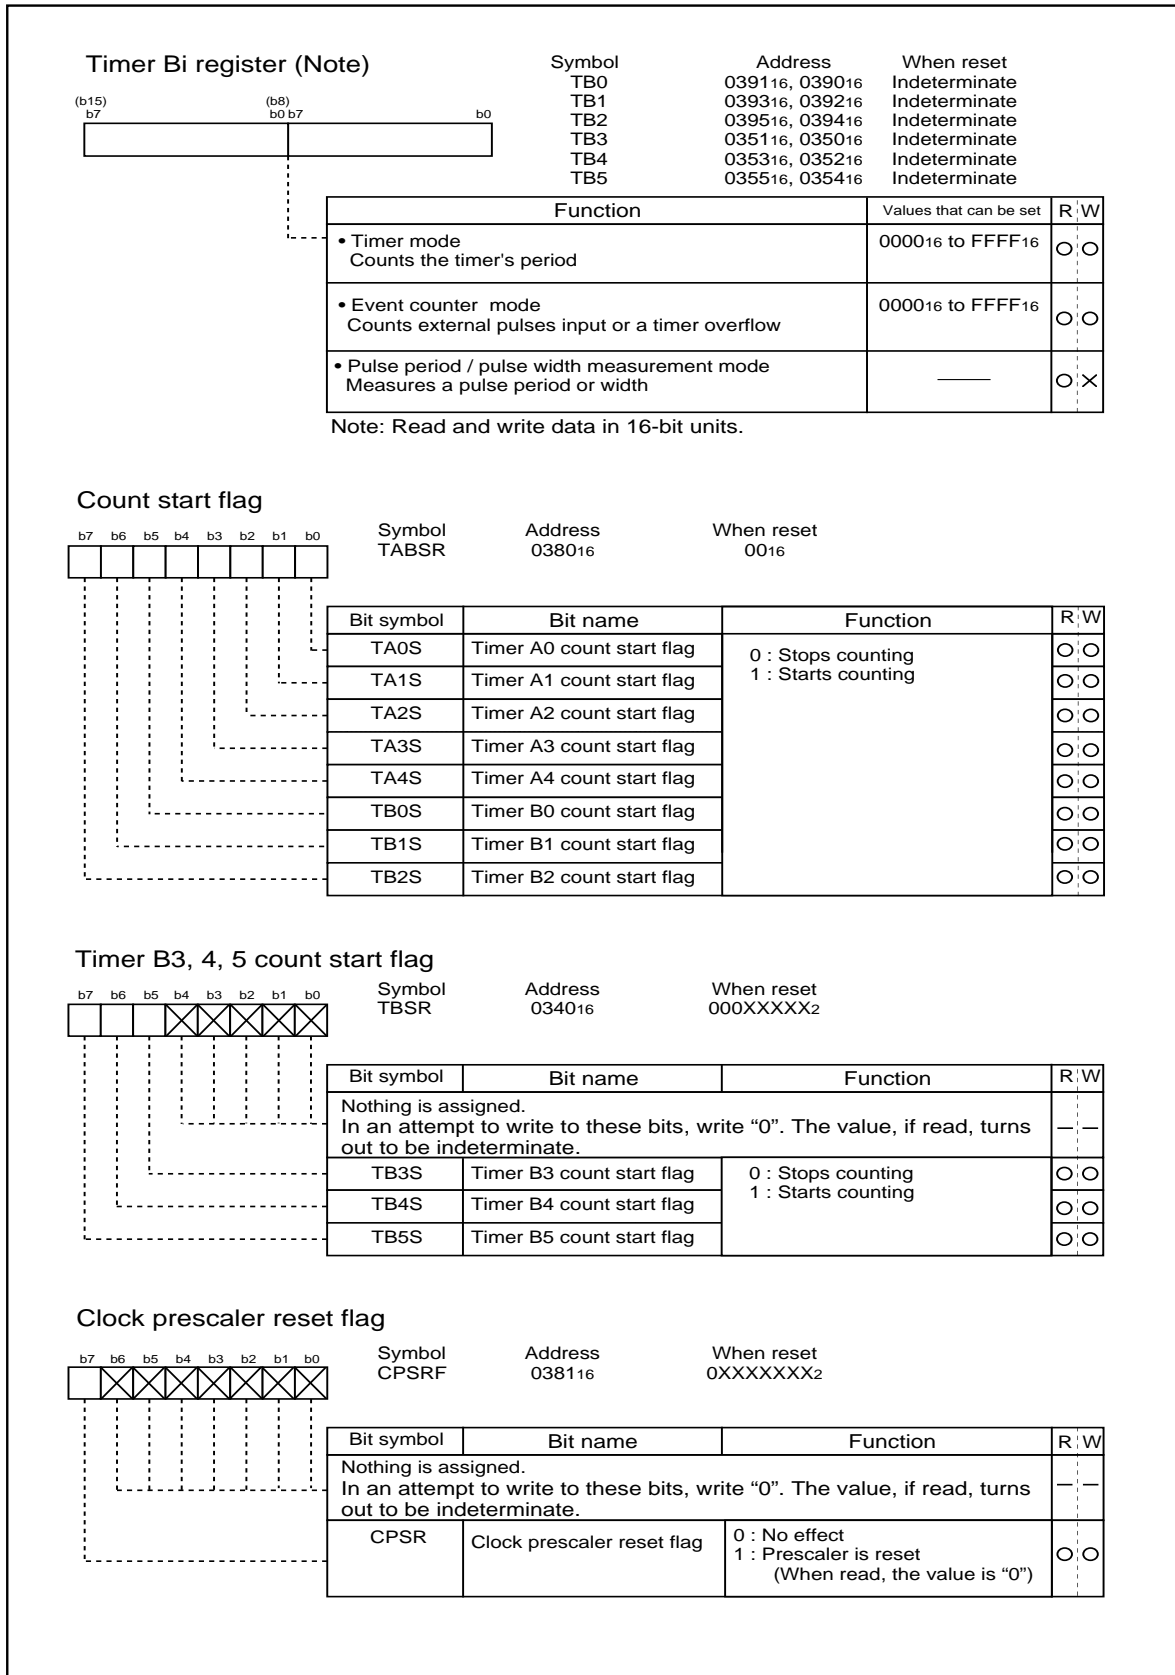 Timer Bi register (Note)
Symbol Address When reset
TB0 039116, 039016 Indeterminate
TB1 039316, 039216 Indeterminate
TB2 039516, 039416 Indeterminate
TB3 035116, 035016 Indeterminate
TB4 035316, 035216 Indeterminate
TB5 035516, 035416 Indeterminate
(b15) (b8)
b7 b0 b7 b0
Function Values that can be set R W
• Timer mode 000016 to FFFF16 O O
Counts the timer's period
• Event counter mode 000016 to FFFF16 O O
Counts external pulses input or a timer overflow
• Pulse period / pulse width measurement mode — O X
Measures a pulse period or width
Note: Read and write data in 16-bit units.
Count start flag
Symbol Address When reset
TABSR 038016 0016
b7 b6 b5 b4 b3 b2 b1 b0
Bit symbol Bit name Function R W
TA0S Timer A0 count start flag 0 : Stops counting O O
TA1S Timer A1 count start flag 1 : Starts counting O O
TA2S Timer A2 count start flag O O
TA3S Timer A3 count start flag O O
TA4S Timer A4 count start flag O O
TB0S Timer B0 count start flag O O
TB1S Timer B1 count start flag O O
TB2S Timer B2 count start flag O O
Timer B3, 4, 5 count start flag
Symbol Address When reset
TBSR 034016 000XXXXX2
b7 b6 b5 b4 b3 b2 b1 b0
Bit symbol Bit name Function R W
Nothing is assigned.
In an attempt to write to these bits, write “0”. The value, if read, turns — —
out to be indeterminate.
TB3S Timer B3 count start flag 0 : Stops counting O O
TB4S Timer B4 count start flag 1 : Starts counting O O
TB5S Timer B5 count start flag O O
Clock prescaler reset flag
Symbol Address When reset
CPSRF 038116 0XXXXXXX2
b7 b6 b5 b4 b3 b2 b1 b0
Bit symbol Bit name Function R W
Nothing is assigned.
In an attempt to write to these bits, write “0”. The value, if read, turns — —
out to be indeterminate.
CPSR Clock prescaler reset flag 0 : No effect O O
1 : Prescaler is reset
(When read, the value is “0”)